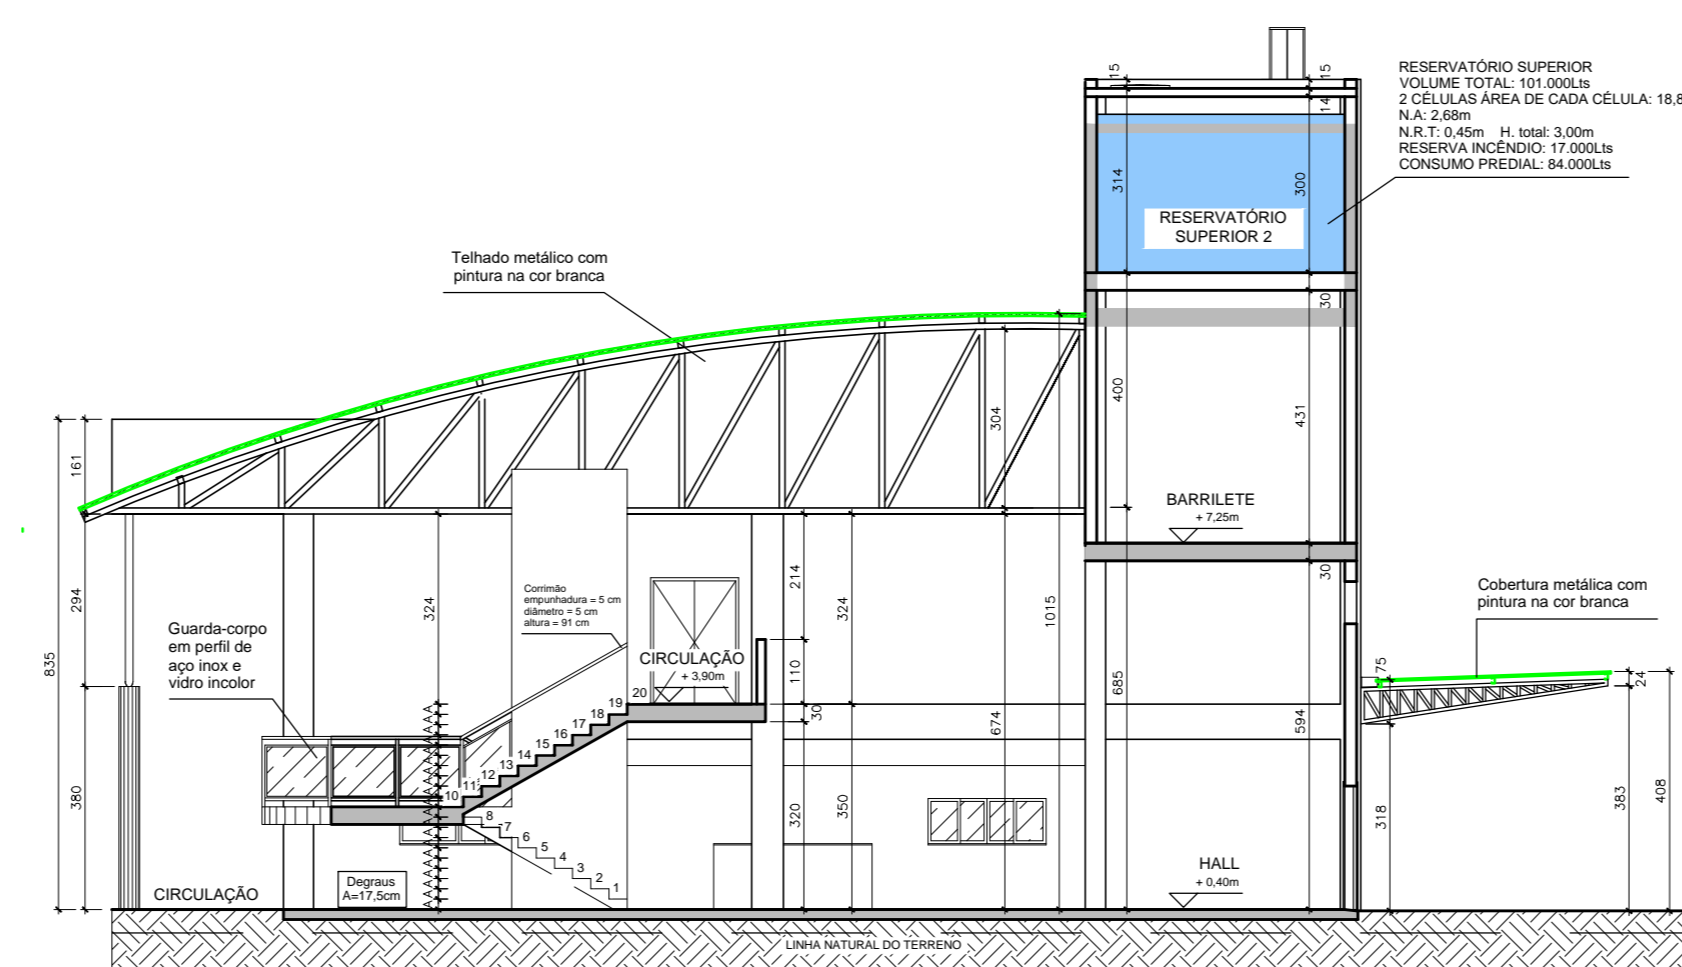 RESERVATÓRIO SUPERIOR
VOLUME TOTAL: 101.000Lts
2 CÉLULAS ÁREA DE CADA CÉLULA: 18,8
N.A: 2,68m
N.R.T: 0,45m H. total: 3,00m
RESERVA INCÊNDIO: 17.000Lts
CONSUMO PREDIAL: 84.000Lts
15
15
14
314
300
RESERVATÓRIO
SUPERIOR 2
Telhado metálico com
pintura na cor branca
30
400
431
304
161
BARRILETE
+ 7,25m
30
294
324
214
324
1015
Corrimão
empunhadura = 5 cm
diâmetro = 5 cm
altura = 91 cm
Cobertura metálica com
pintura na cor branca
Guarda-corpo
em perfil de
aço inox e
vidro incolor
835
CIRCULAÇÃO
+ 3,90m
110
685
75
24
20
19
18
17
16
15
14
13
12
11
10
30
674
594
380
320
350
318
383
408
8
7
6
5
4
3
2
1
HALL
+ 0,40m
CIRCULAÇÃO
Degraus
A=17,5cm
LINHA NATURAL DO TERRENO